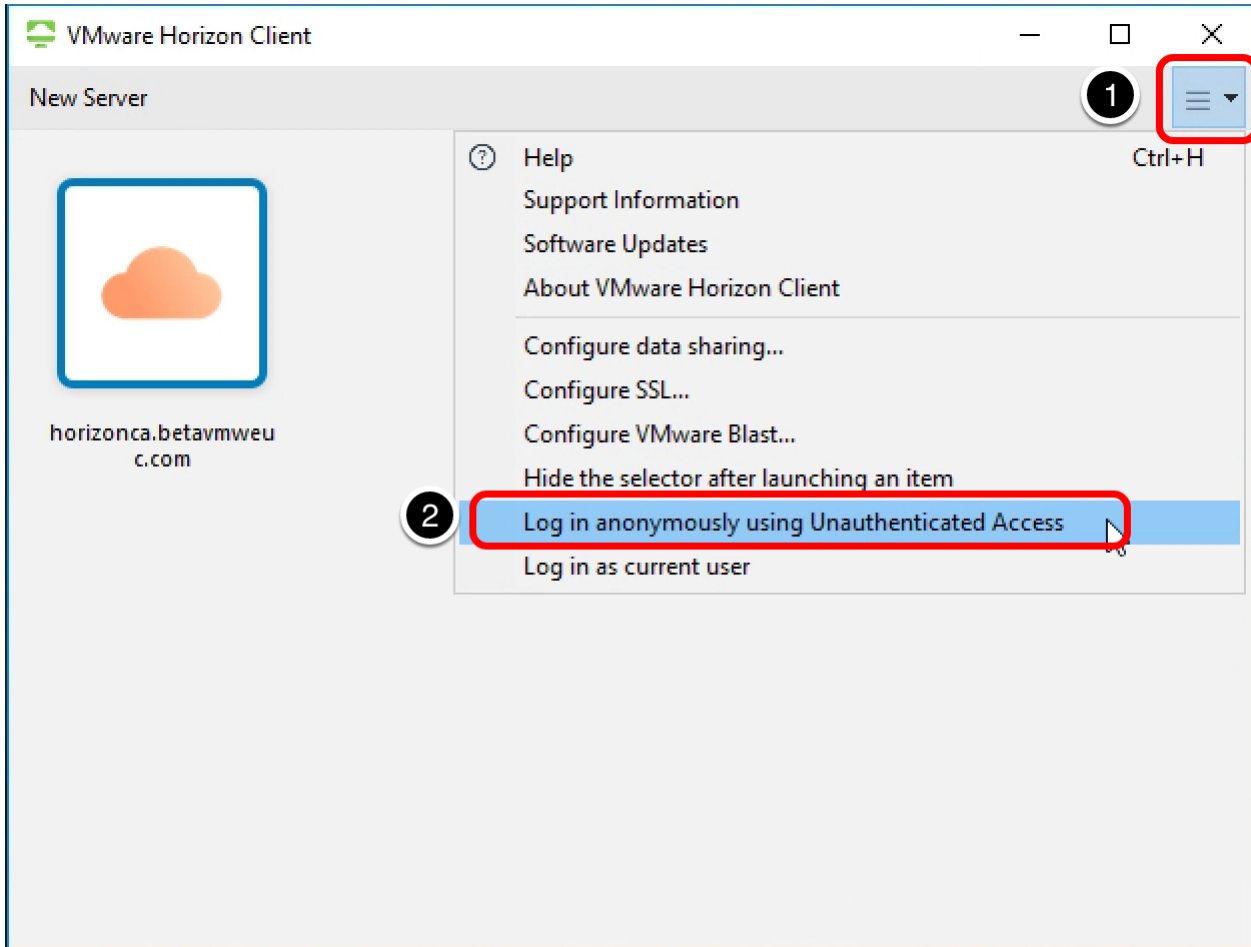 VMware Horizon Client
New Server
1
Help Ctrl+H
Support Information
Software Updates
About VMware Horizon Client
Configure data sharing...
Configure SSL...
Configure VMware Blast...
Hide the selector after launching an item
2
Log in anonymously using Unauthenticated Access
Log in as current user
horizonca.betavmweu
c.com